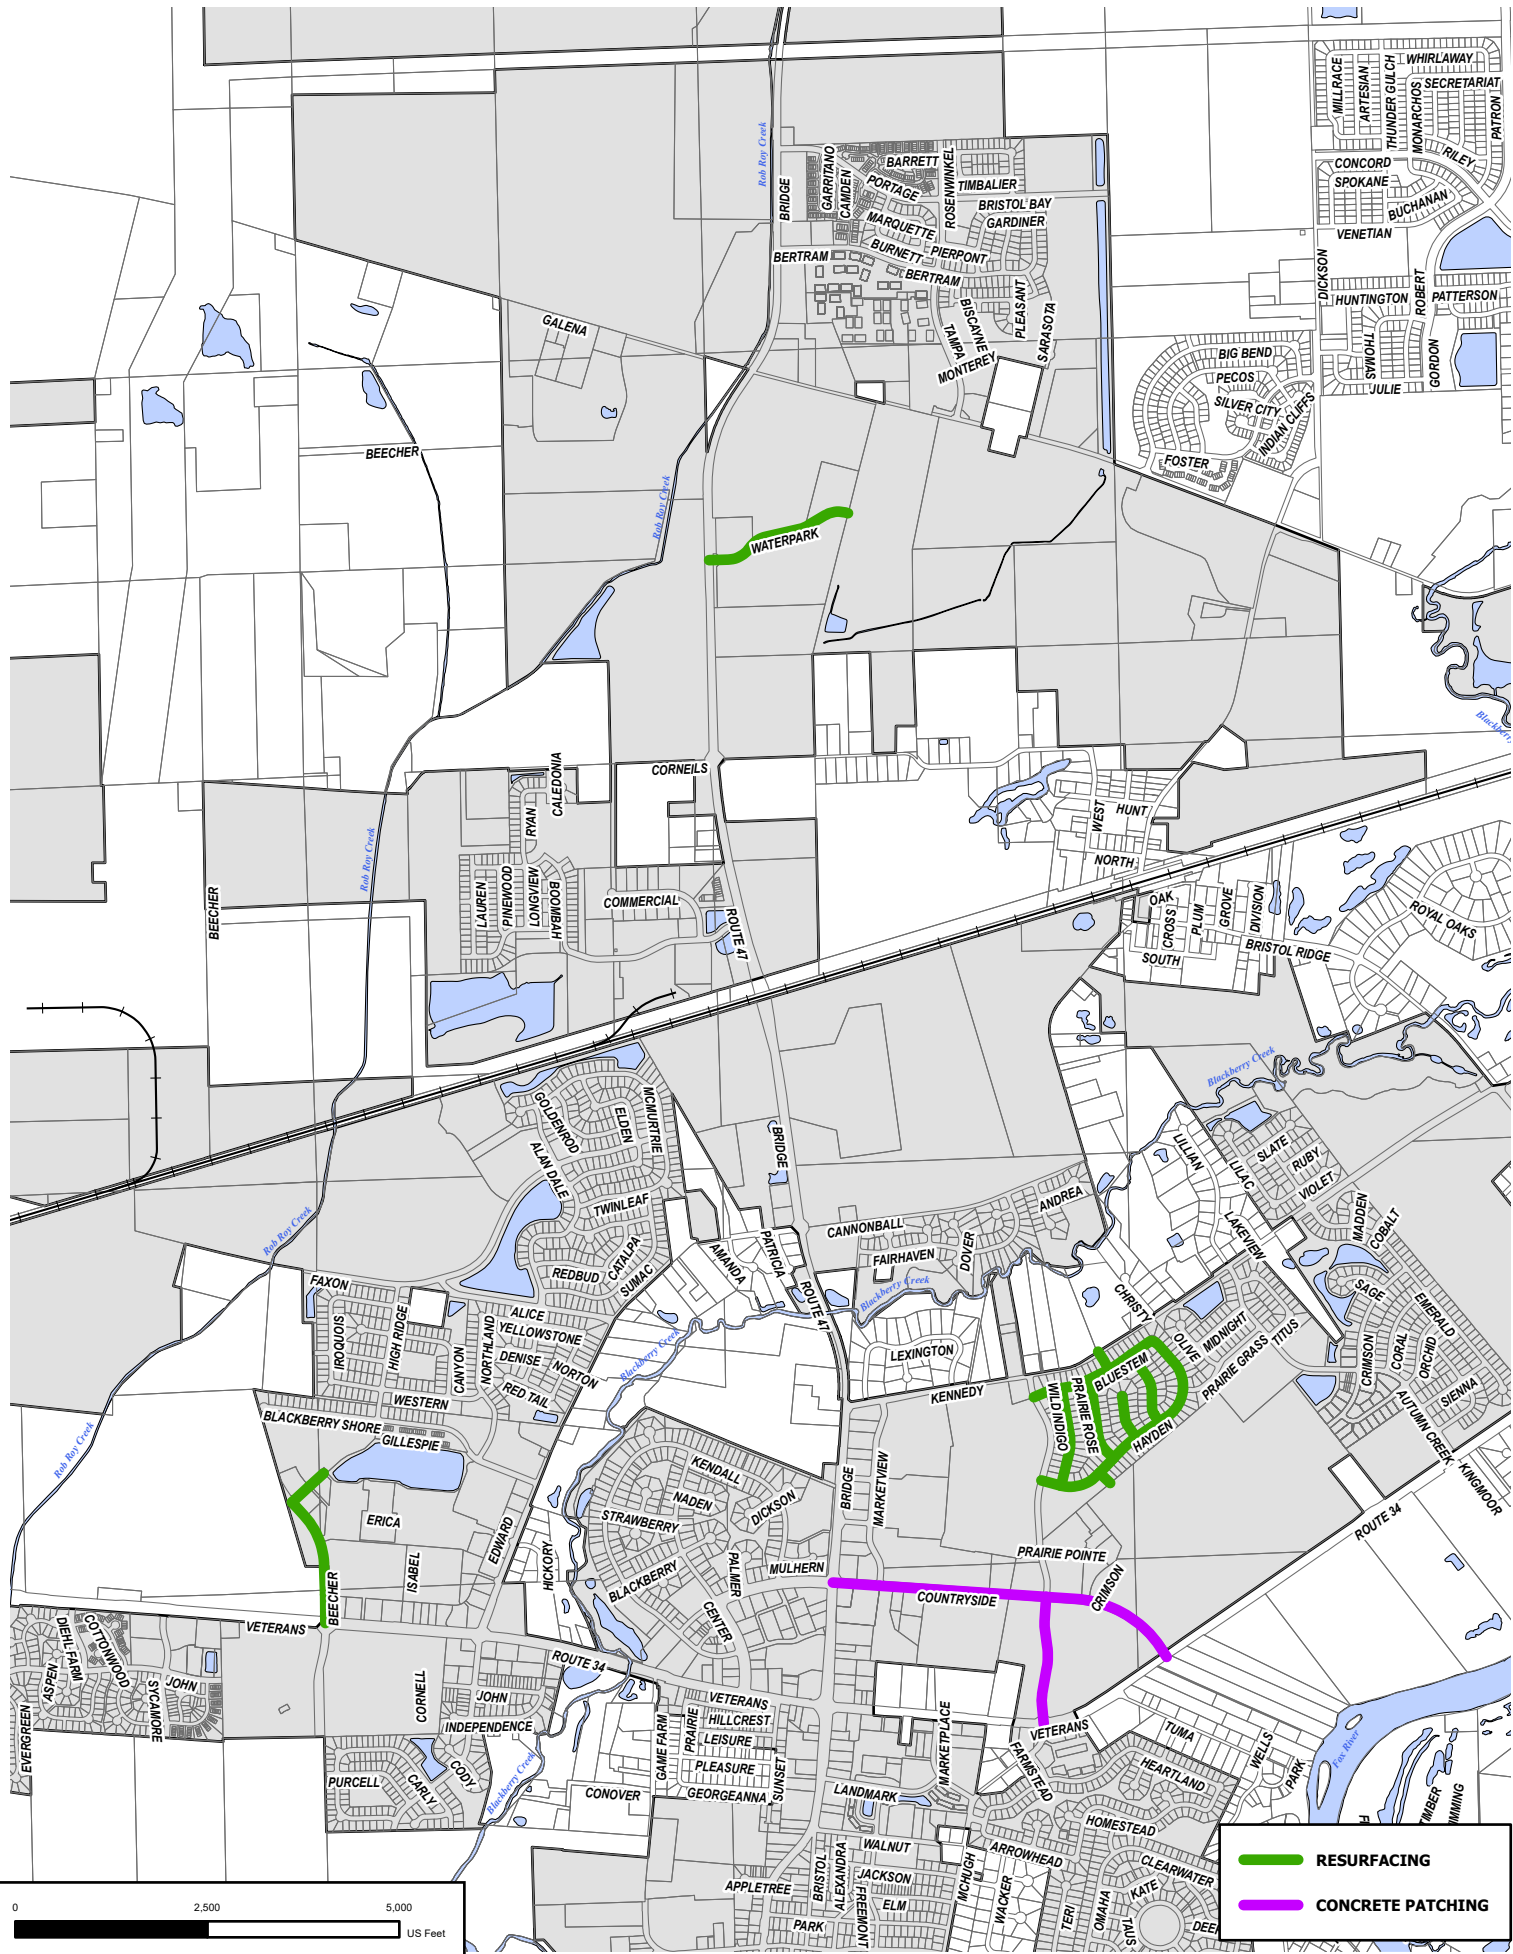 MILLRACE
ARTESIAN
THUNDER GULCH
MONARCHOS
WHIRLAWAY
SECRETARIAT
PATRON
CONCORD
RILEY
SPOKANE
BUCHANAN
VENETIAN
DICKSON
HUNTINGTON
ROBERT
PATTERSON
THOMAS
JULIE
GORDON
BIG BEND
PECOS
SILVER CITY
INDIAN CLIFFS
FOSTER
Rob Roy Creek
BRIDGE
GARRITANO
CAMDEN
BARRETT
PORTAGE
ROSENWINKEL
TIMBALIER
BRISTOL BAY
GARDINER
MARQUETTE
BURNETT
PIERPONT
BERTRAM
BERTRAM
BISCAYNE
TAMPA
PLEASANT
SARASOTA
MONTEREY
GALENA
BEECHER
Rob Roy Creek
WATERPARK
Blackberry
CORNEILS
CALEDONIA
RYAN
WEST
HUNT
NORTH
Rob Roy Creek
BEECHER
LAUREN
PINEWOOD
LONGVIEW
BOOMBAH
COMMERCIAL
ROUTE 47
OAK
CROSS
PLUM
GROVE
DIVISION
SOUTH
BRISTOL RIDGE
ROYAL OAKS
Blackberry Creek
GOLDENROD
ELDEN
MCMURTRIE
ALAN DALE
TWINLEAF
BRIDGE
LILLIAN
LILAC
SLATE
RUBY
VIOLET
MADDEN
COBALT
LAKEVIEW
ANDREA
CANNONBALL
FAIRHAVEN
DOVER
Rob Roy Creek
PATRICIA
AMANDA
CATALPA
REDBUD
SUMAC
FAXON
ROUTE 47
Blackberry Creek
CHRISTY
SAGE
EMERALD
ALICE
YELLOWSTONE
IROQUOIS
HIGH RIDGE
CANYON
NORTHLAND
DENISE
NORTON
RED TAIL
Blackberry Creek
LEXINGTON
KENNEDY
OLIVE
MIDNIGHT
TITUS
PRAIRIE GRASS
BLUESTEM
WILD INDIGO
PRAIRIE ROSE
HAYDEN
CRIMSON
CORAL
ORCHID
SIENNA
AUTUMN CREEK
KINGMOOR
WESTERN
BLACKBERRY SHORE
GILLESPIE
Rob Roy Creek
KENDALL
NADEN
DICKSON
STRAWBERRY
BRIDGE
MARKETVIEW
ROUTE 34
ERICA
EDWARD
HICKORY
ISABEL
BEECHER
BLACKBERRY
PALMER
MULHERN
CENTER
PRAIRIE POINTE
COUNTRYSIDE
CRIMSON
VETERANS
ROUTE 34
DIEHL FARM
COTTONWOOD
ASPEN
JOHN
SYCAMORE
EVERGREEN
CORNELL
JOHN
INDEPENDENCE
VETERANS
HILLCREST
PRAIRIE
GAME FARM
LEISURE
PLEASURE
SUNSET
GEORGEANNA
MARKETPLACE
VETERANS
FARMSTEAD
TUMA
WELLS
PARK
HEARTLAND
Fox River
PURCELL
CARLY
CODY
Blackberry Creek
CONOVER
LANDMARK
HOMESTEAD
TIMBER
WALNUT
ARROWHEAD
CLEARWATER
APPLETREE
BRISTOL
ALEXANDRA
JACKSON
FREEMONT
ELM
PARK
MCHUGH
WACKER
TERI
OMAHA
KATE
TAUS
RESURFACING
CONCRETE PATCHING
0 2,500 5,000
US Feet